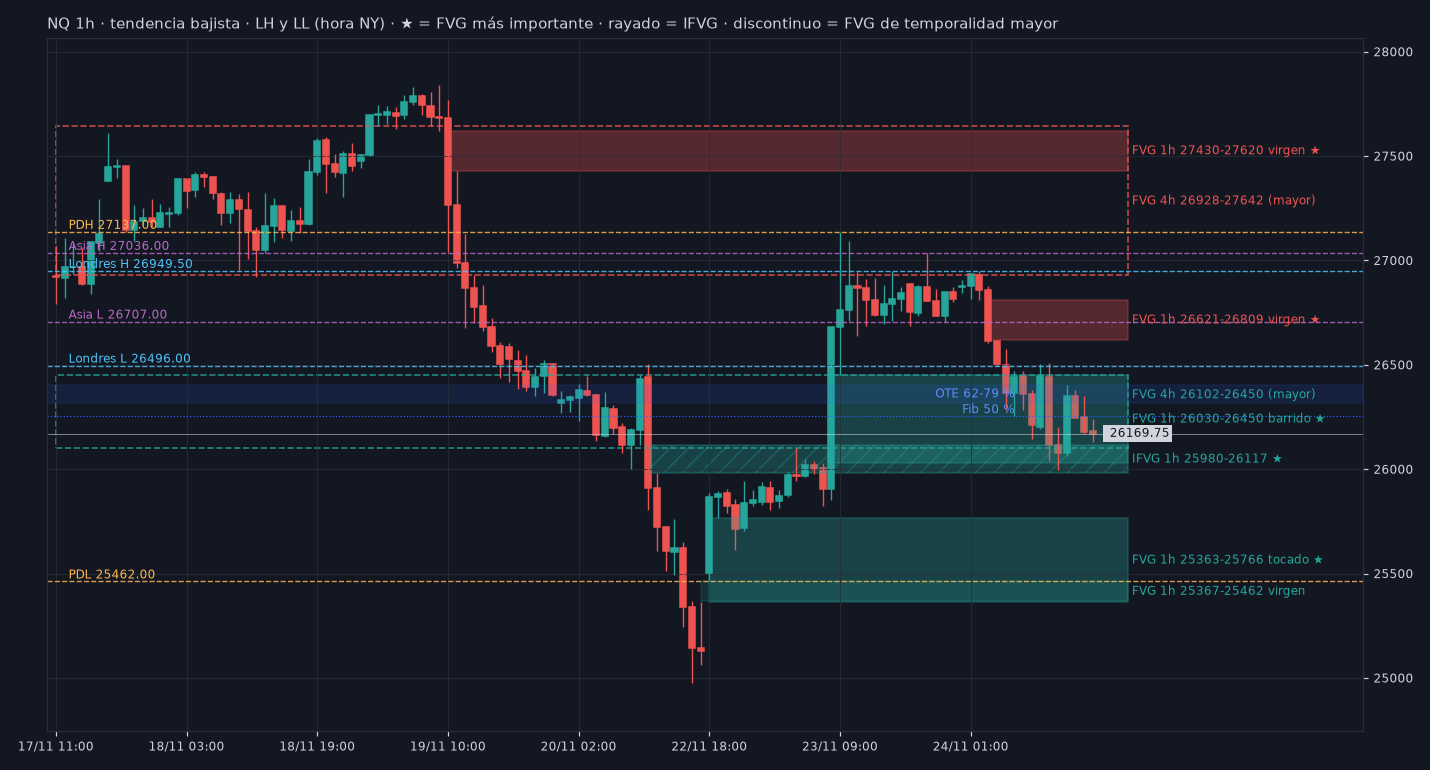 NQ 1h · tendencia bajista · LH y LL (hora NY) · ★ = FVG más importante · rayado = IFVG · discontinuo = FVG de temporalidad mayor
28000
FVG 1h 27430-27620 virgen ★
27500
FVG 4h 26928-27642 (mayor)
PDH 27137.00
Asia H 27036.00
Londres H 26949.50
27000
Asia L 26707.00
FVG 1h 26621-26809 virgen ★
Londres L 26496.00
26500
OTE 62-79 %
FVG 4h 26102-26450 (mayor)
Fib 50 %
FVG 1h 26030-26450 barrido ★
26169.75
IFVG 1h 25980-26117 ★
26000
FVG 1h 25363-25766 tocado ★
PDL 25462.00
25500
FVG 1h 25367-25462 virgen
25000
17/11 11:00
18/11 03:00
18/11 19:00
19/11 10:00
20/11 02:00
22/11 18:00
23/11 09:00
24/11 01:00